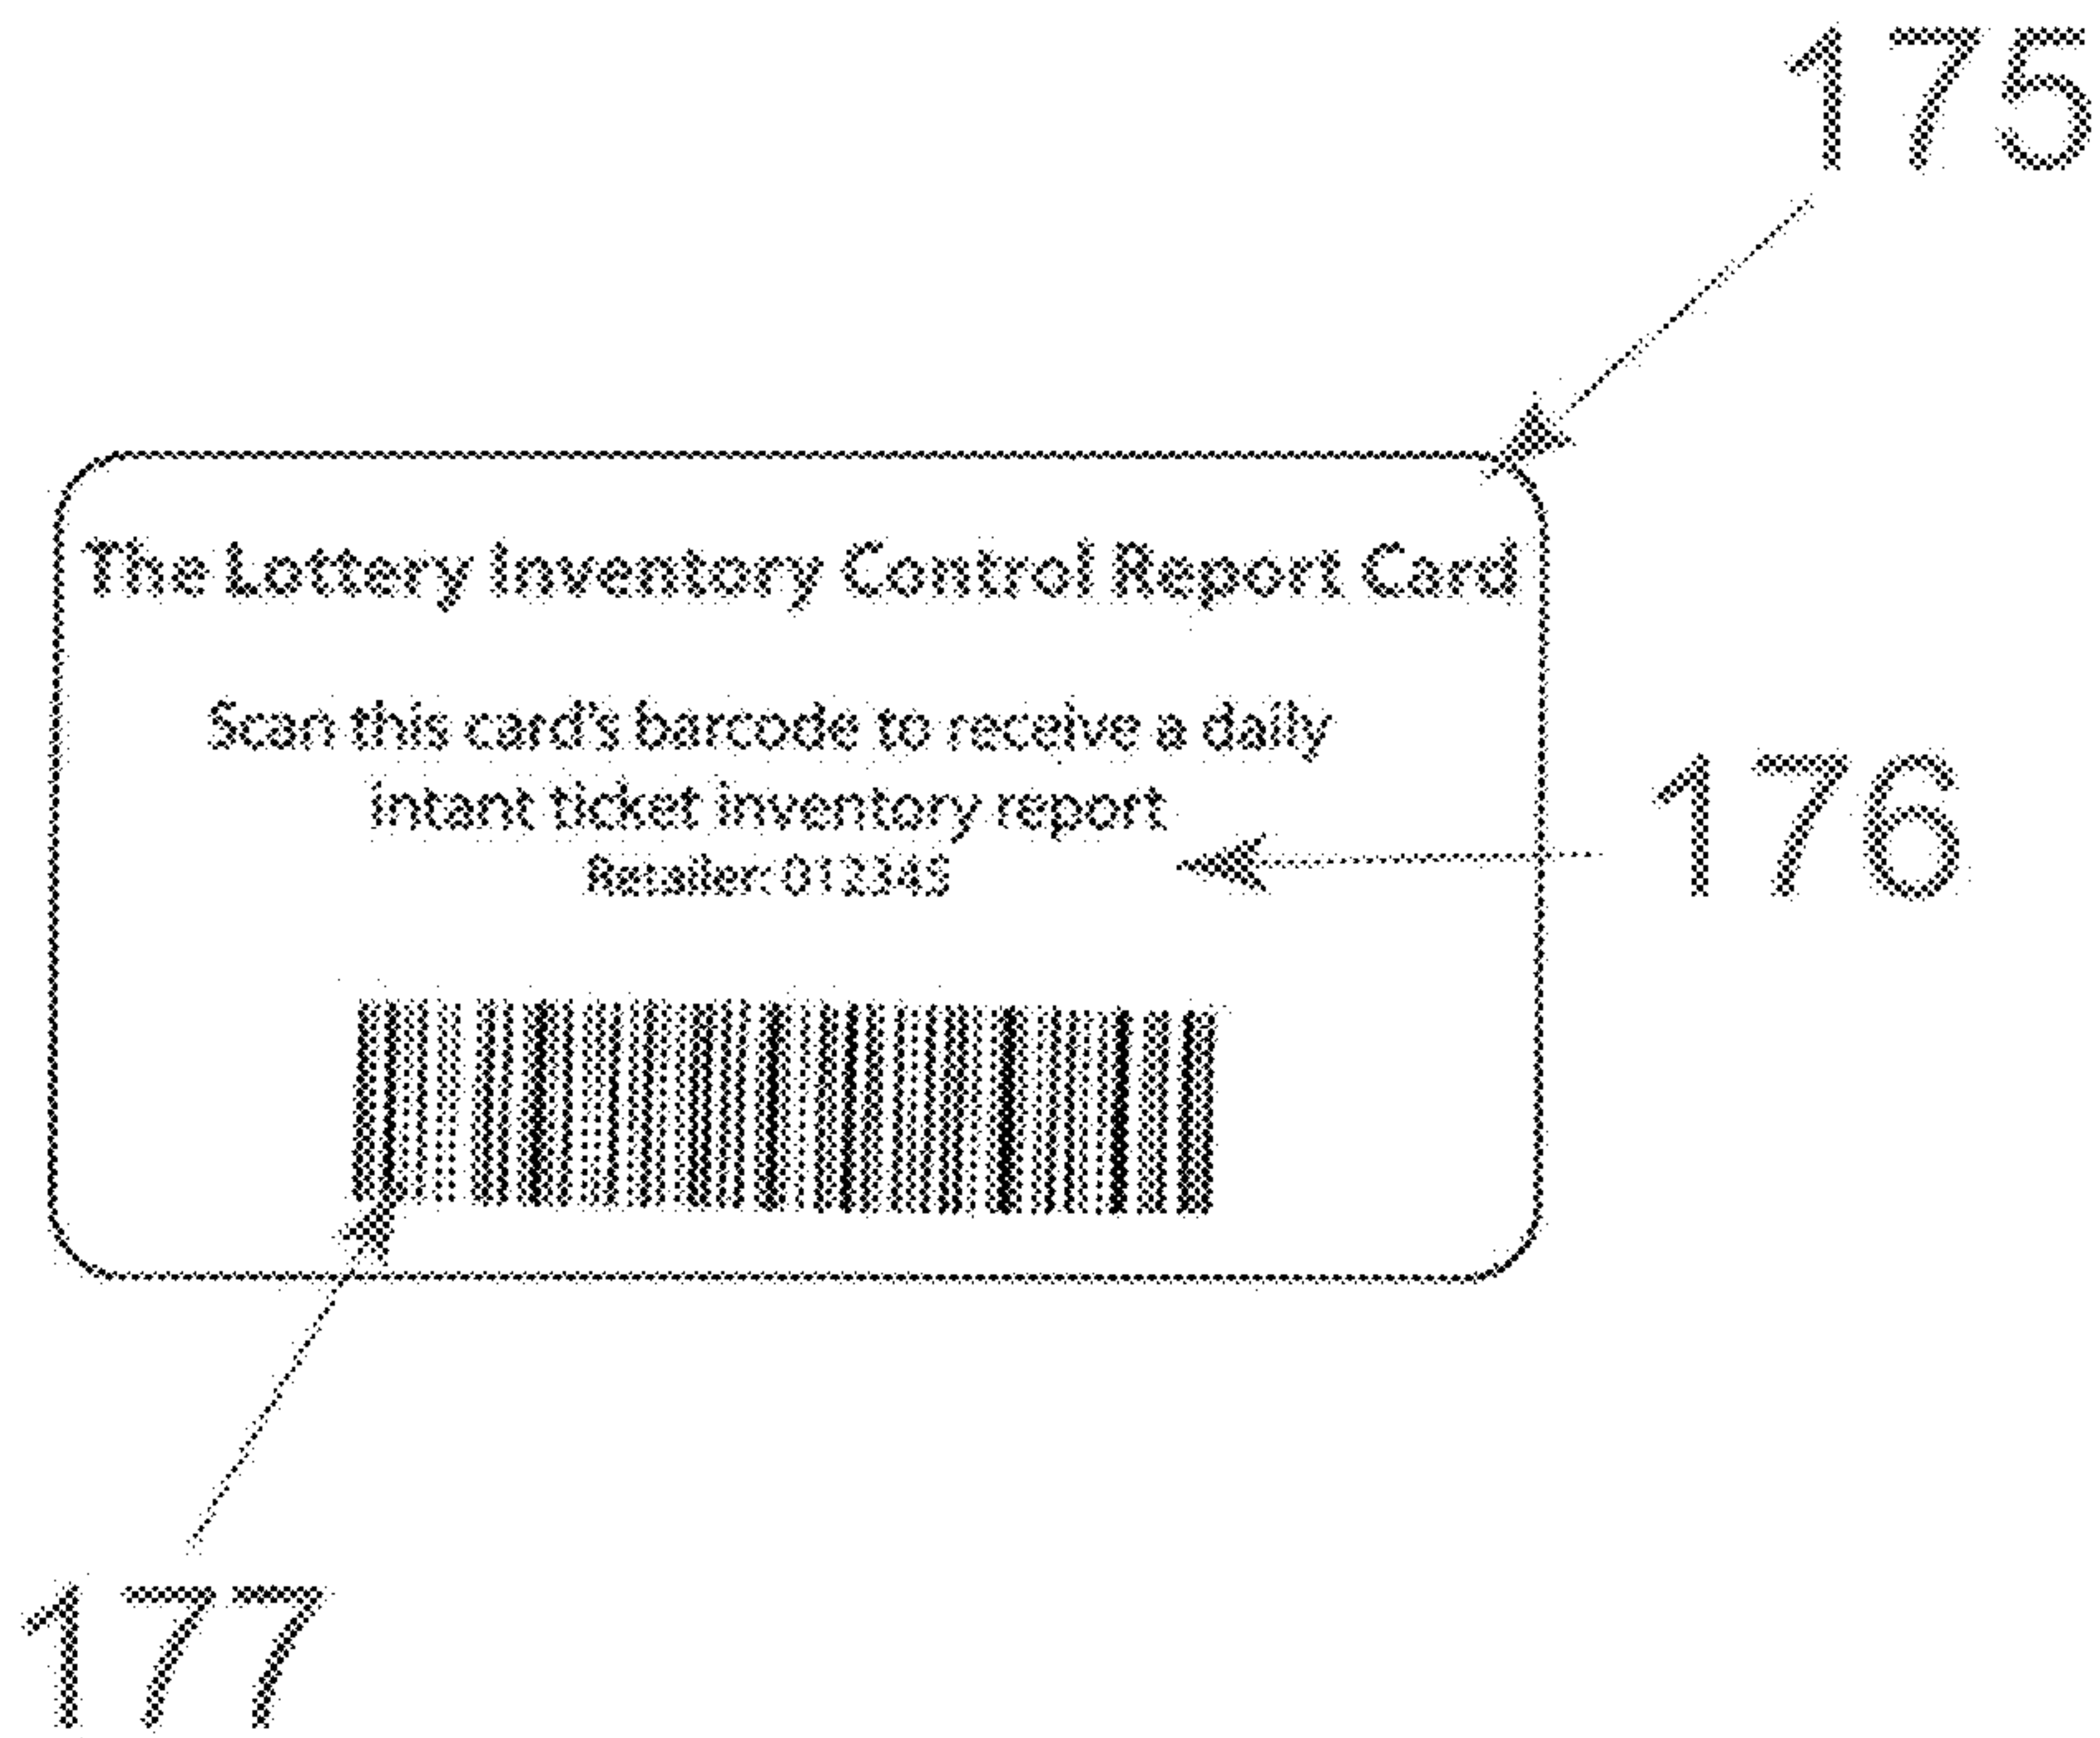 175
The Lottery Inventory Control Report Card
Scan this card's barcode to receive a daily
intant ticket inventory report
176
Retailer: 012345
177